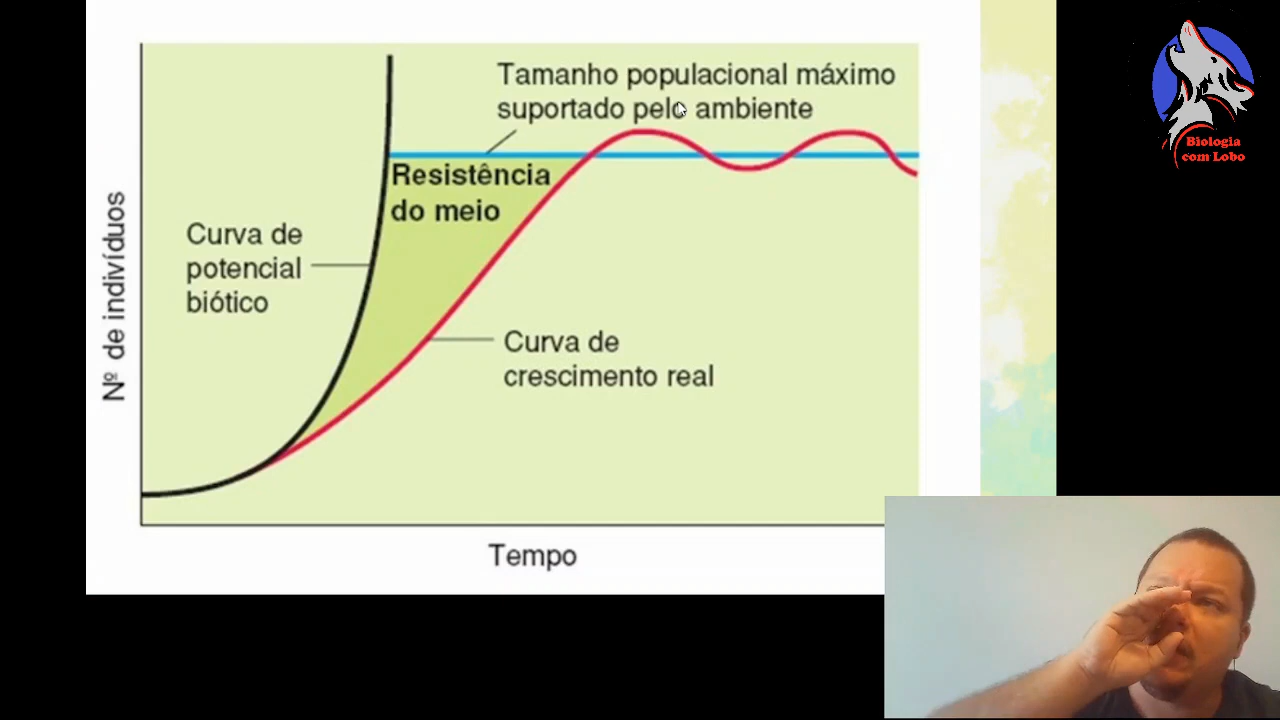 Tamanho populacional máximo
suportado pelo ambiente
Resistência
do meio
Curva de
potencial
biótico
Curva de
crescimento real
Nº de indivíduos
Tempo
Biologia
com Lobo